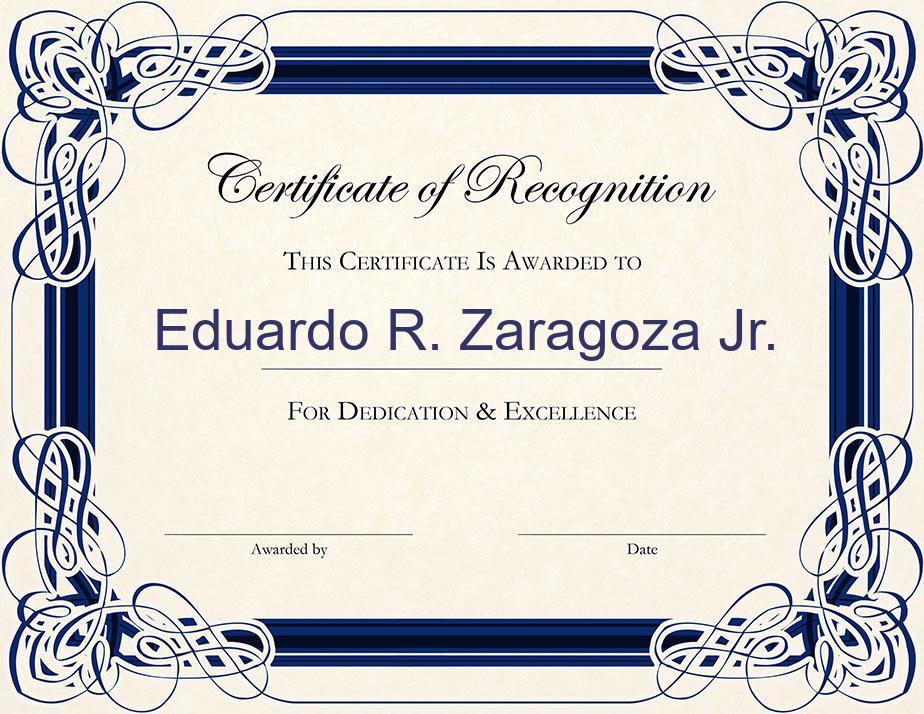 Certificate of Recognition
This Certificate Is Awarded to
Eduardo R. Zaragoza Jr.
For Dedication & Excellence
Awarded by
Date